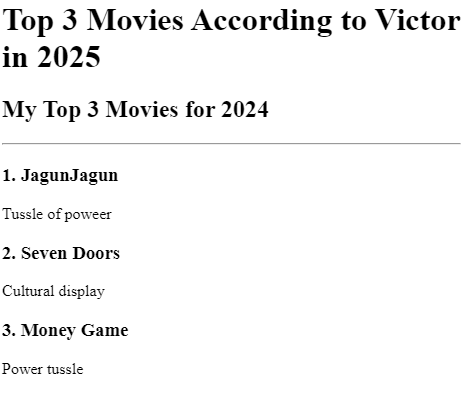 Top 3 Movies According to Victor
in 2025
My Top 3 Movies for 2024
1. JagunJagun
Tussle of poweer
2. Seven Doors
Cultural display
3. Money Game
Power tussle